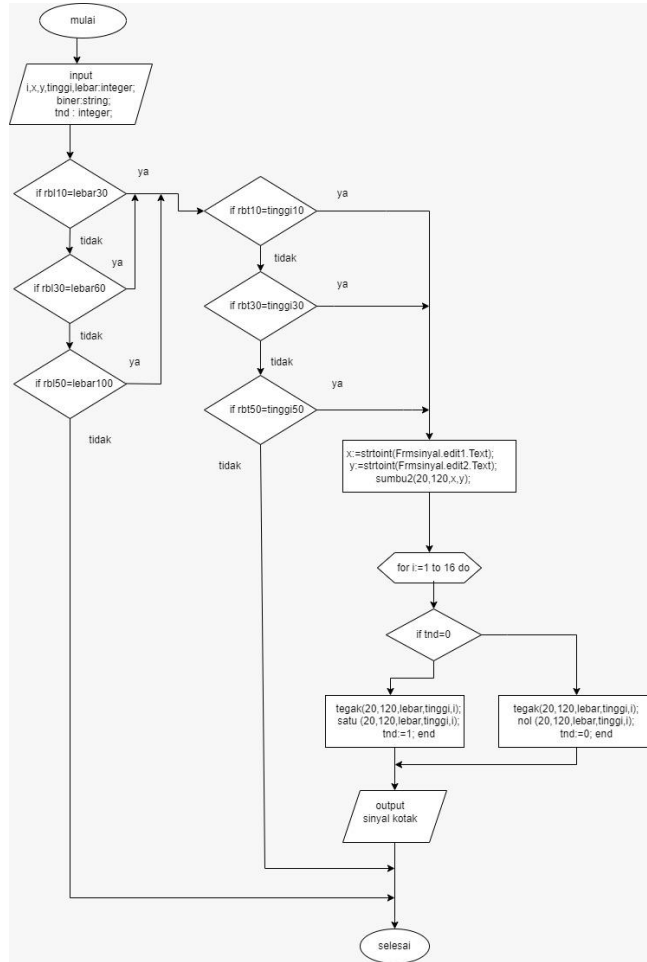 mulai
input
i,x,y,tinggi,lebar:integer;
biner:string;
tnd : integer;
if rbl10=lebar30
ya
tidak
if rbl30=lebar60
ya
tidak
if rbl50=lebar100
ya
tidak
if rbt10=tinggi10
ya
tidak
if rbt30=tinggi30
ya
tidak
if rbt50=tinggi50
ya
tidak
x:=strtoint(Frmsinyal.edit1.Text);
y:=strtoint(Frmsinyal.edit2.Text);
sumbu2(20,120,x,y);
for i:=1 to 16 do
if tnd=0
tegak(20,120,lebar,tinggi,i);
satu (20,120,lebar,tinggi,i);
tnd:=1; end
tegak(20,120,lebar,tinggi,i);
nol (20,120,lebar,tinggi,i);
tnd:=0; end
output
sinyal kotak
selesai